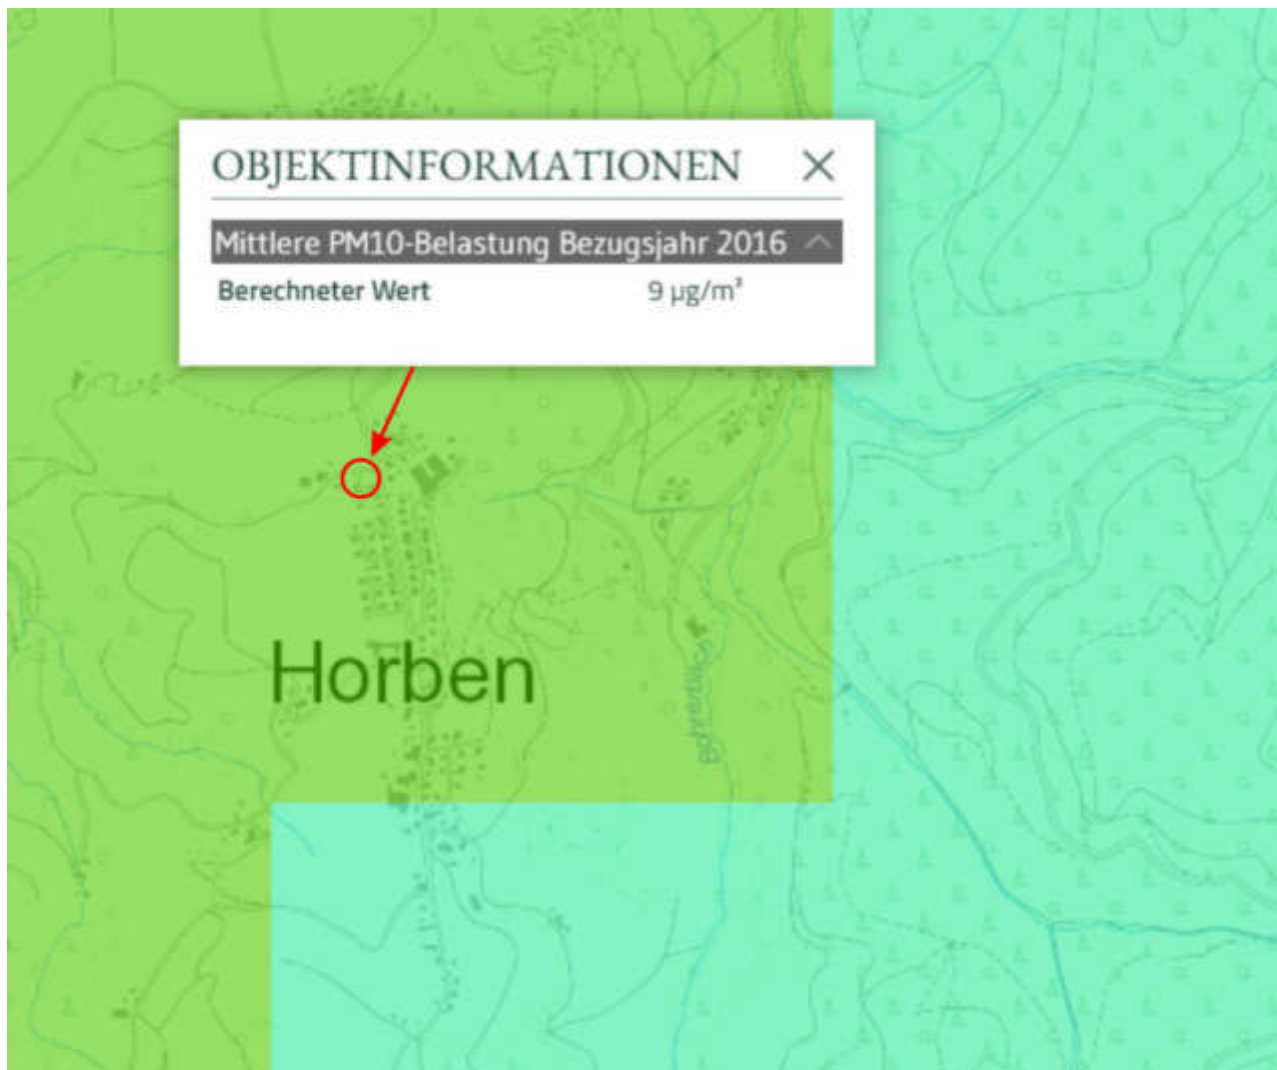 OBJEKTINFORMATIONEN
Mittlere PM10-Belastung Bezugsjahr 2016
Berechneter Wert 9 µg/m³
Horben